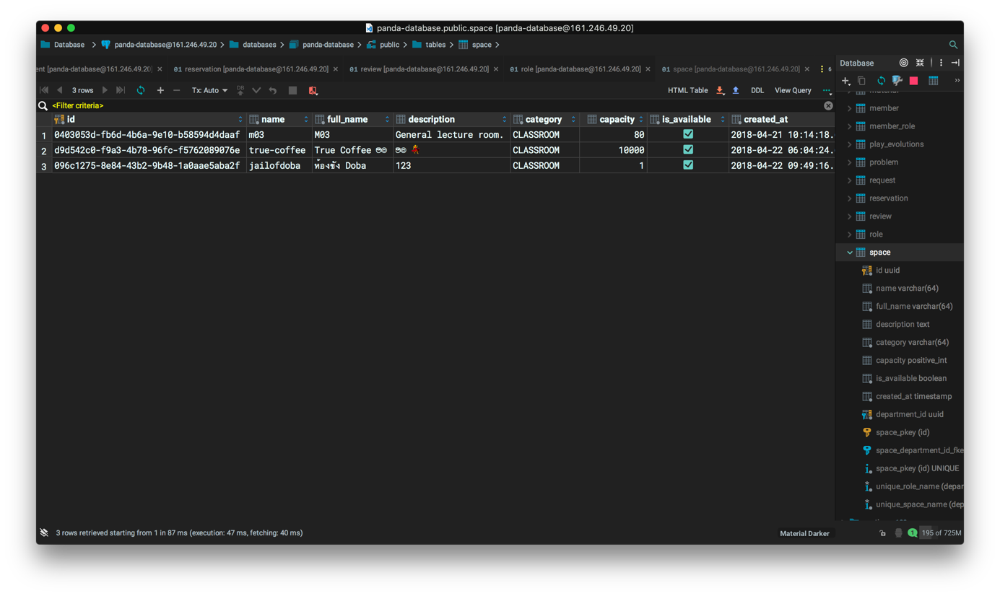 panda-database.public.space [panda-database@161.246.49.20]
Database panda-database@161.246.49.20 databases panda-database public tables space
ent [panda-database@161.246.49.20] 01 reservation [panda-database@161.246.49.20] 01 review [panda-database@161.246.49.20] 01 role [panda-database@161.246.49.20] 01 space [panda-database@161.246.49.20] 6
3 rows Tx: Auto DB HTML Table DDL View Query
<Filter criteria>
id name full_name description category capacity is_available created_at
1 0403053d-fb6d-4b6a-9e10-b58594d4daaf m03 M03 General lecture room. CLASSROOM 80 2018-04-21 10:14:18.
2 d9d542c0-f9a3-4b78-96fc-f5762089076e true-coffee True Coffee 🕶 🕶 💃 CLASSROOM 10000 2018-04-22 06:04:24.
3 096c1275-8e84-43b2-9b48-1a0aae5aba2f jailofdoba ห้องขัง Doba 123 CLASSROOM 1 2018-04-22 09:49:16.
3 rows retrieved starting from 1 in 87 ms (execution: 47 ms, fetching: 40 ms)
Database
material
member
member_role
play_evolutions
problem
request
reservation
review
role
space
id uuid
name varchar(64)
full_name varchar(64)
description text
category varchar(64)
capacity positive_int
is_available boolean
created_at timestamp
department_id uuid
space_pkey (id)
space_department_id_fke
space_pkey (id) UNIQUE
unique_role_name (depar
unique_space_name (dep
Material Darker 1 195 of 725M